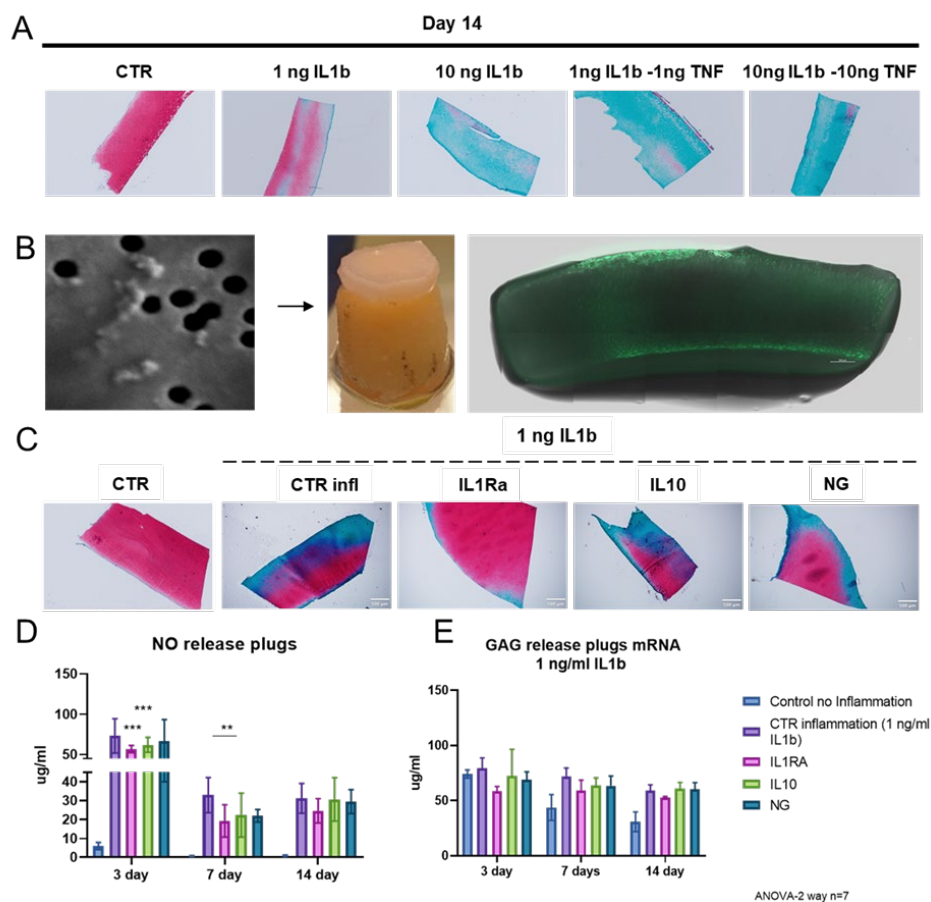 A
Day 14
CTR
1 ng IL1b
10 ng IL1b
1ng IL1b -1ng TNF
10ng IL1b -10ng TNF
B
C
1 ng IL1b
CTR
CTR infl
IL1Ra
IL10
NG
D
NO release plugs
ug/ml
150
100
50
40
30
20
10
0
***
***
**
3 day
7 day
14 day
E
GAG release plugs mRNA
1 ng/ml IL1b
ug/ml
150
100
50
0
3 day
7 days
14 day
Control no Inflammation
CTR inflammation (1 ng/ml
IL1b)
IL1RA
IL10
NG
ANOVA-2 way n=7